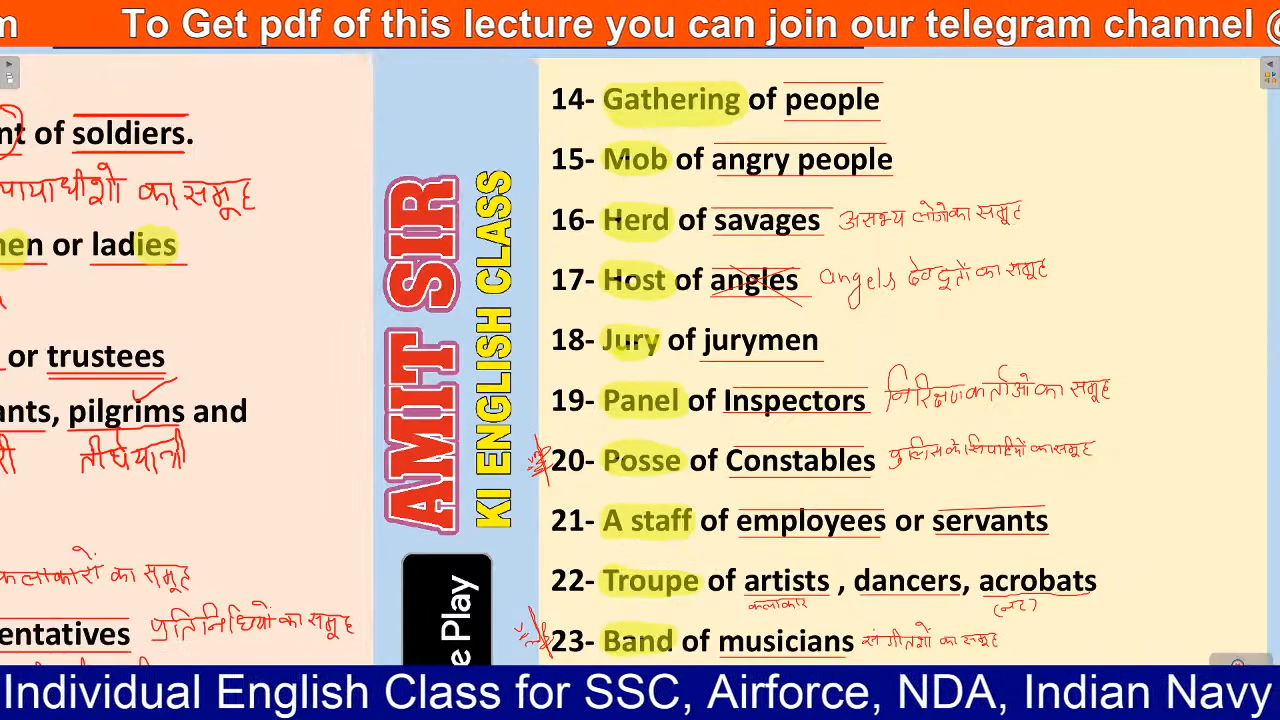 m To Get pdf of this lecture you can join our telegram channel @
nt of soldiers.
का समूह
men or ladies
or trustees
ants, pilgrims and
तीर्थयात्री
कलाकारों का समूह
entatives प्रतिनिधियों का समूह
AMIT SIR
KI ENGLISH CLASS
e Play
14- Gathering of people
15- Mob of angry people
16- Herd of savages असभ्य लोगो का समूह
17- Host of angles angels देवदूतों का समूह
18- Jury of jurymen
19- Panel of Inspectors निरिक्षणकर्ताओ का समूह
20- Posse of Constables पुलिस के सिपाहियों का समूह
21- A staff of employees or servants
22- Troupe of artists , dancers, acrobats
कलाकार (नट)
23- Band of musicians संगीतज्ञों का समूह
Individual English Class for SSC, Airforce, NDA, Indian Navy